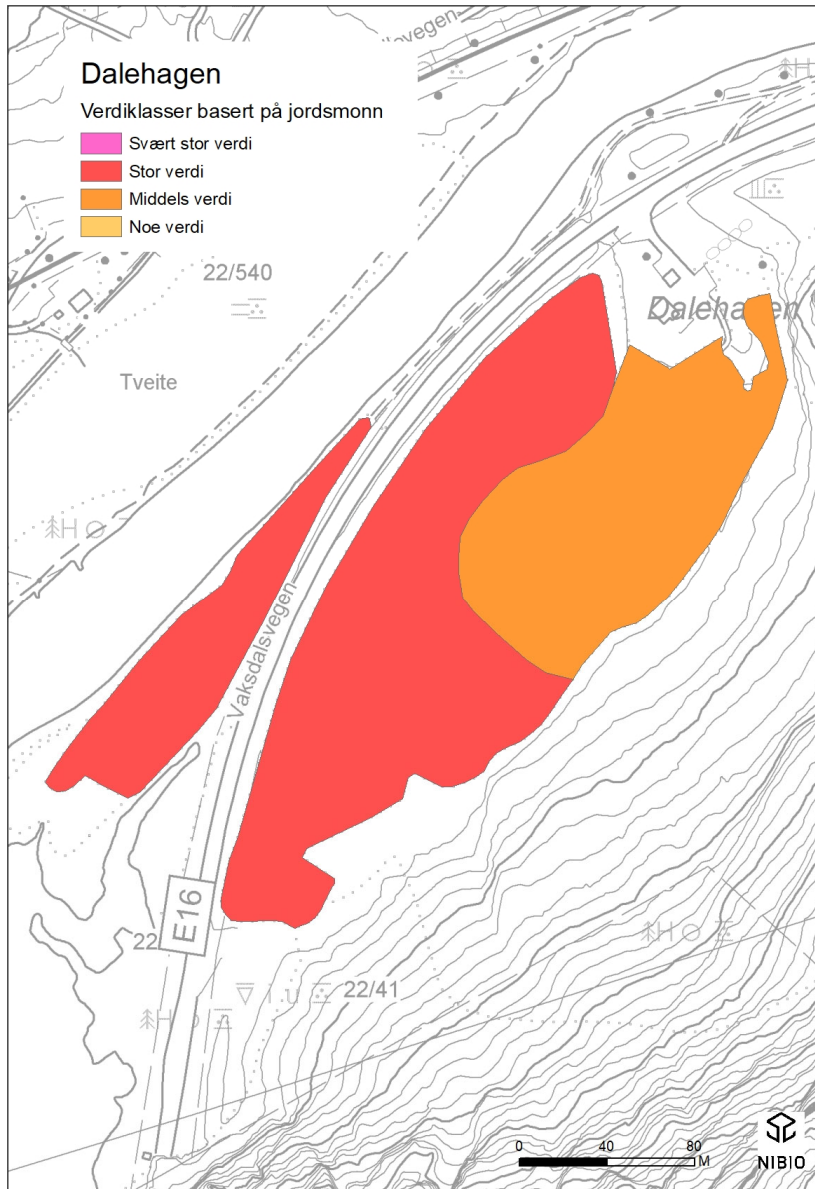 Dalehagen
Verdiklasser basert på jordsmonn
Svært stor verdi
Stor verdi
Middels verdi
Noe verdi
22/540
Dalehagen
Tveite
Vaksdalsvegen
E16
22
22/41
0 40 80
M
NIBIO